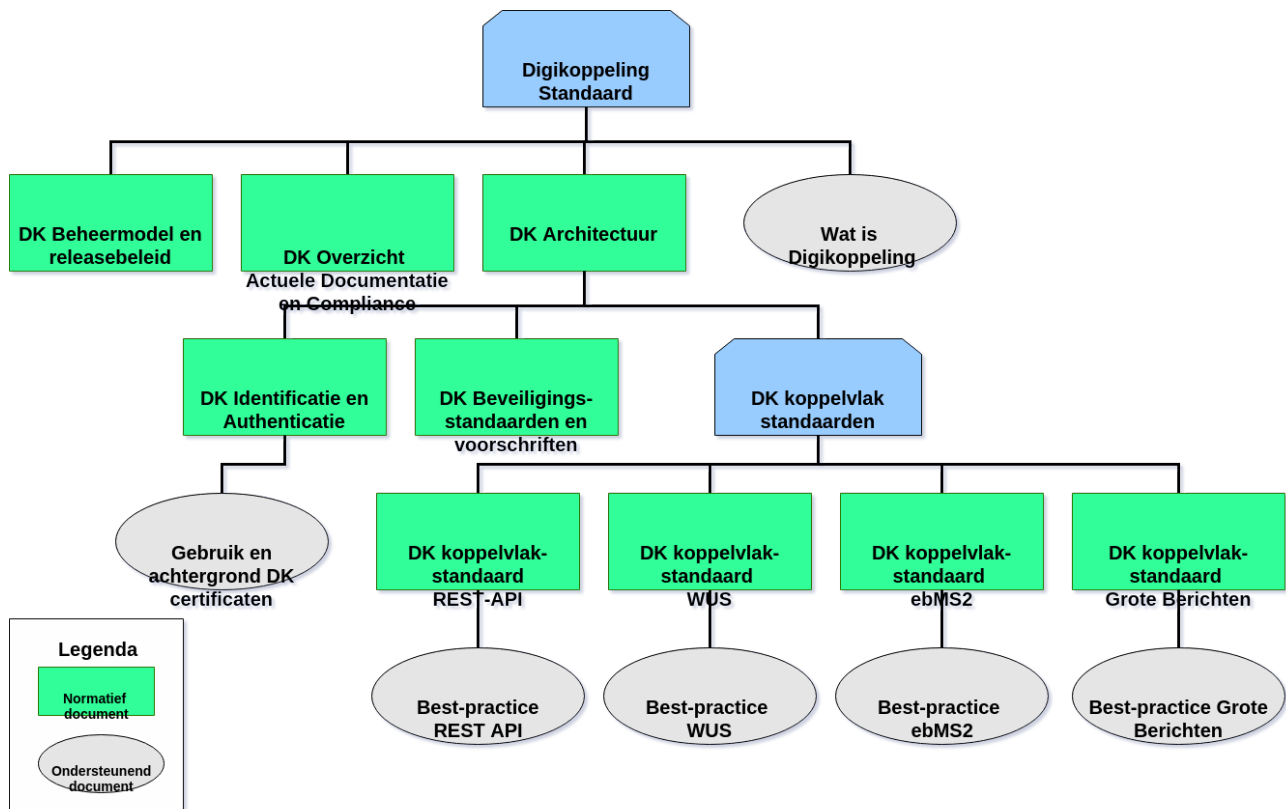 Digikoppeling
Standaard
DK Beheermodel en
releasebeleid
DK Overzicht
Actuele Documentatie
en Compliance
DK Architectuur
Wat is
Digikoppeling
DK Identificatie en
Authenticatie
DK Beveiligings-
standaarden en
voorschriften
DK koppelvlak
standaarden
Gebruik en
achtergrond DK
certificaten
DK koppelvlak-
standaard
REST-API
DK koppelvlak-
standaard
WUS
DK koppelvlak-
standaard
ebMS2
DK koppelvlak-
standaard
Grote Berichten
Best-practice
REST API
Best-practice
WUS
Best-practice
ebMS2
Best-practice Grote
Berichten
Legenda
Normatief
document
Ondersteunend
document